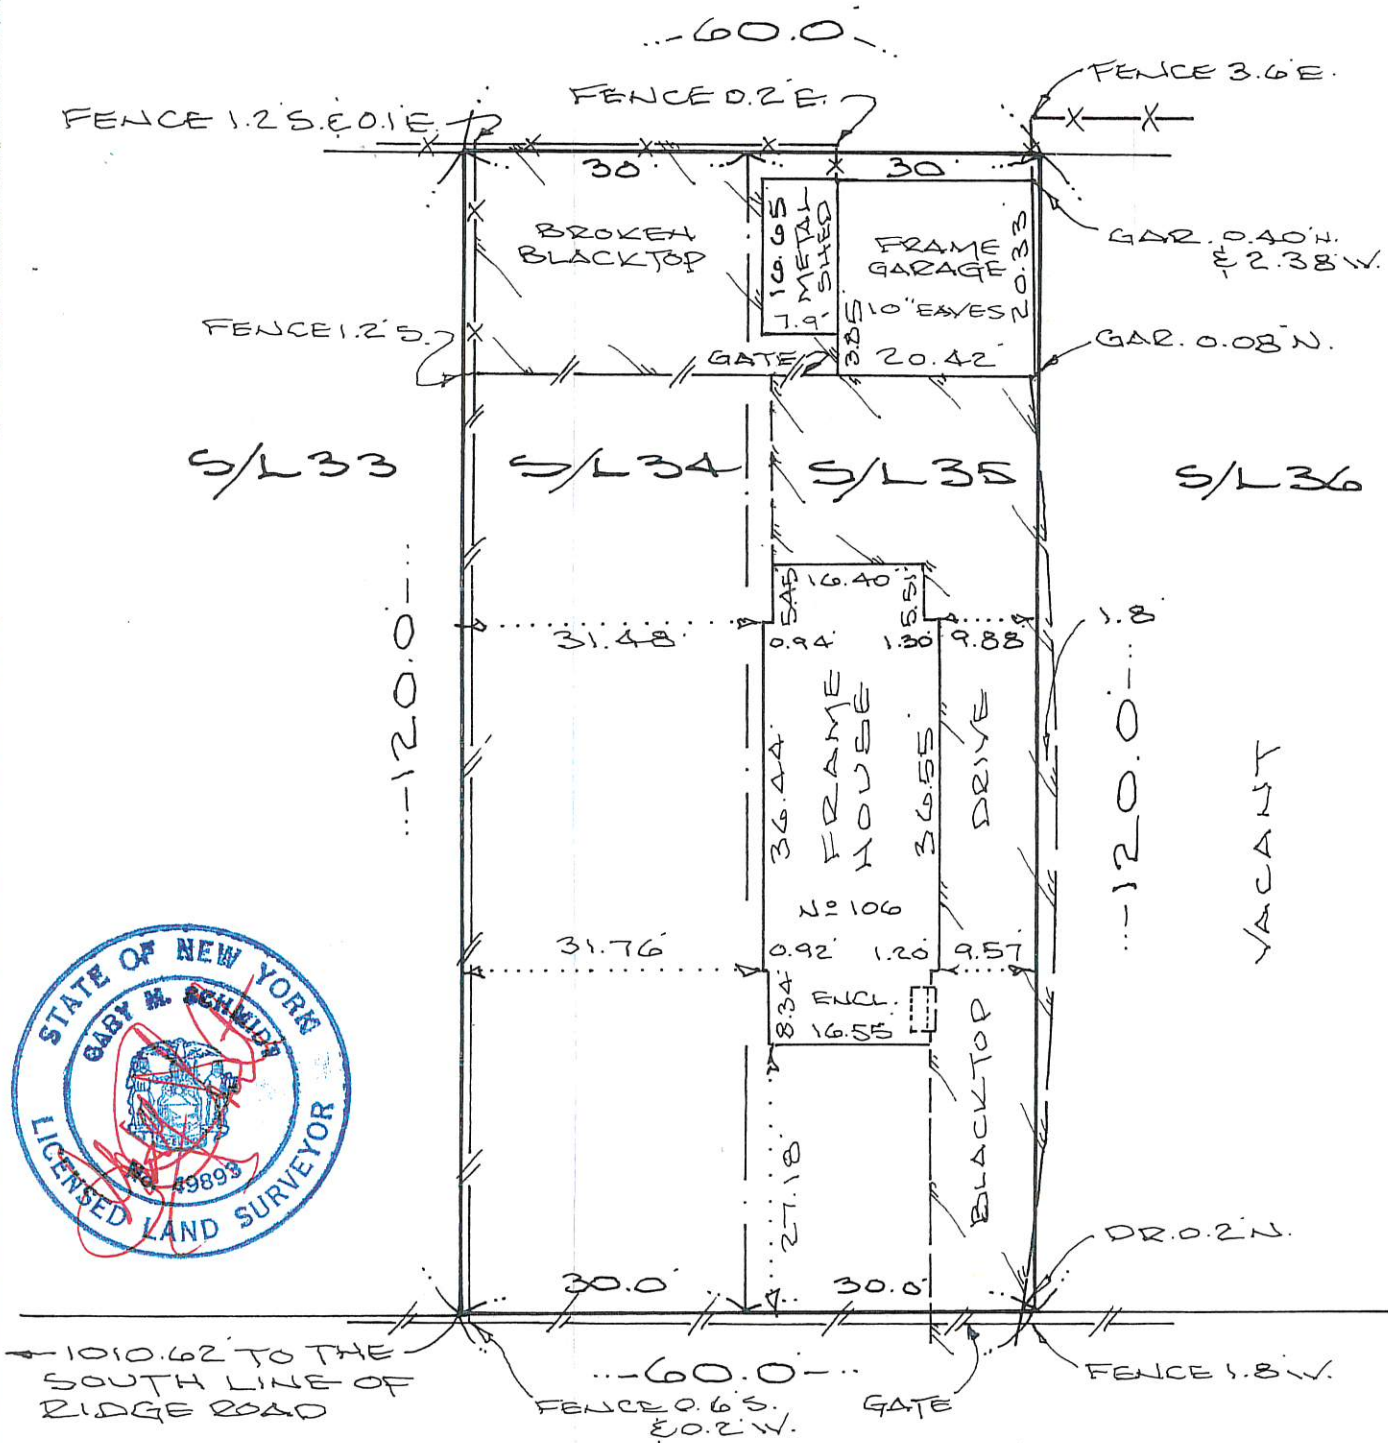 60.0'
FENCE 3.6'E.
FENCE 0.2'E.
FENCE 1.2'S. & 0.1'E.
30'
30'
BROKEN
BLACKTOP
16.65
METAL
SHED
7.9'
FRAME
GARAGE
10" EAVES
20.33
GAR. 0.40'N.
& 2.38'W.
FENCE 1.2'S.
GATE
3.85
20.42'
GAR. 0.08'N.
S/L 33
S/L 34
S/L 35
S/L 36
5.45
16.40'
5.51'
31.48'
0.94'
1.30'
9.88
1.8'
120.0
FRAME
HOUSE
36.44
36.55
DRIVE
120.0
VACANT
Nº 106
31.76'
0.92'
1.20'
9.57'
8.34
ENCL.
16.55
BLACKTOP
27.18
STATE OF NEW YORK
GARY M. SCHMIDT
No. 49893
LICENSED LAND SURVEYOR
DR. 0.2'N.
30.0'
30.0'
1010.62' TO THE
SOUTH LINE OF
RIDGE ROAD
60.0
FENCE 0.6'S.
& 0.2'W.
GATE
FENCE 1.8'W.